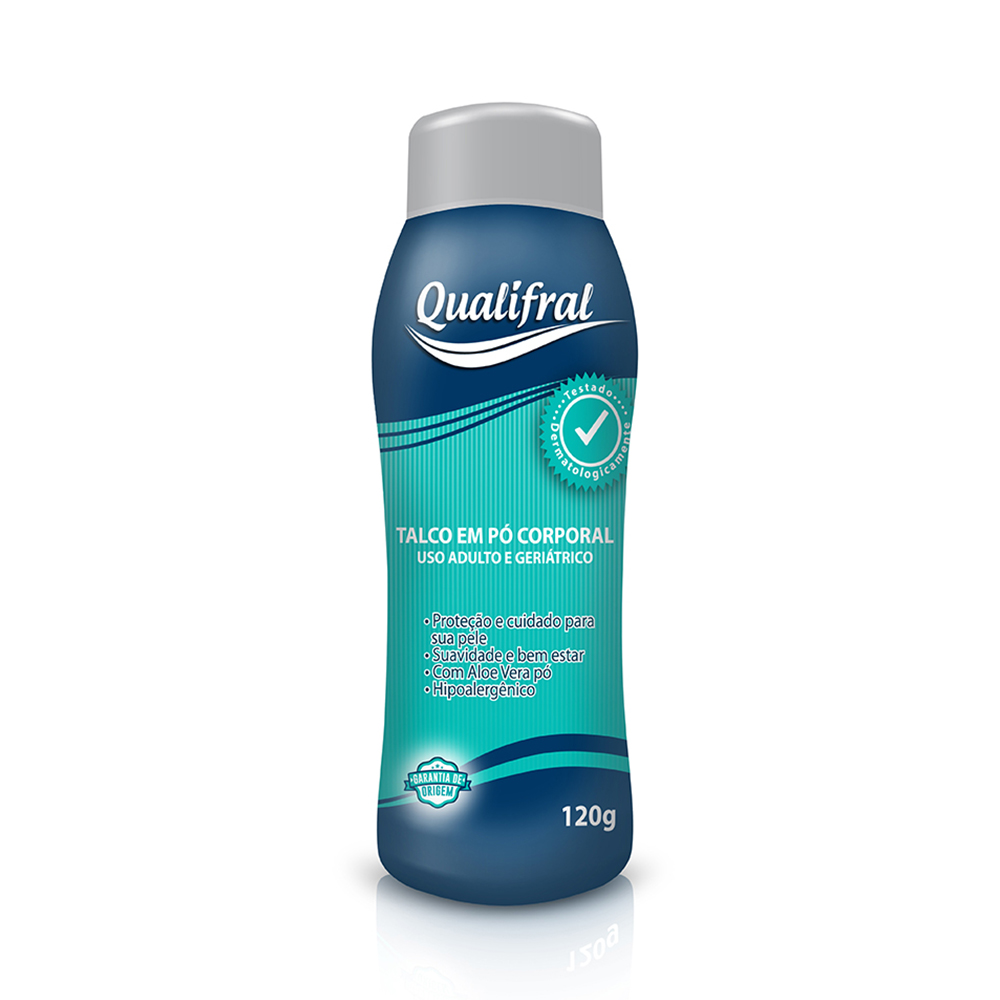 Qualifral
Testado
Dermatologicamente
TALCO EM PÓ CORPORAL
USO ADULTO E GERIÁTRICO
• Proteção e cuidado para
sua pele
• Suavidade e bem estar
• Com Aloe Vera pó
• Hipoalergênico
GARANTIA DE
ORIGEM
120g
120g